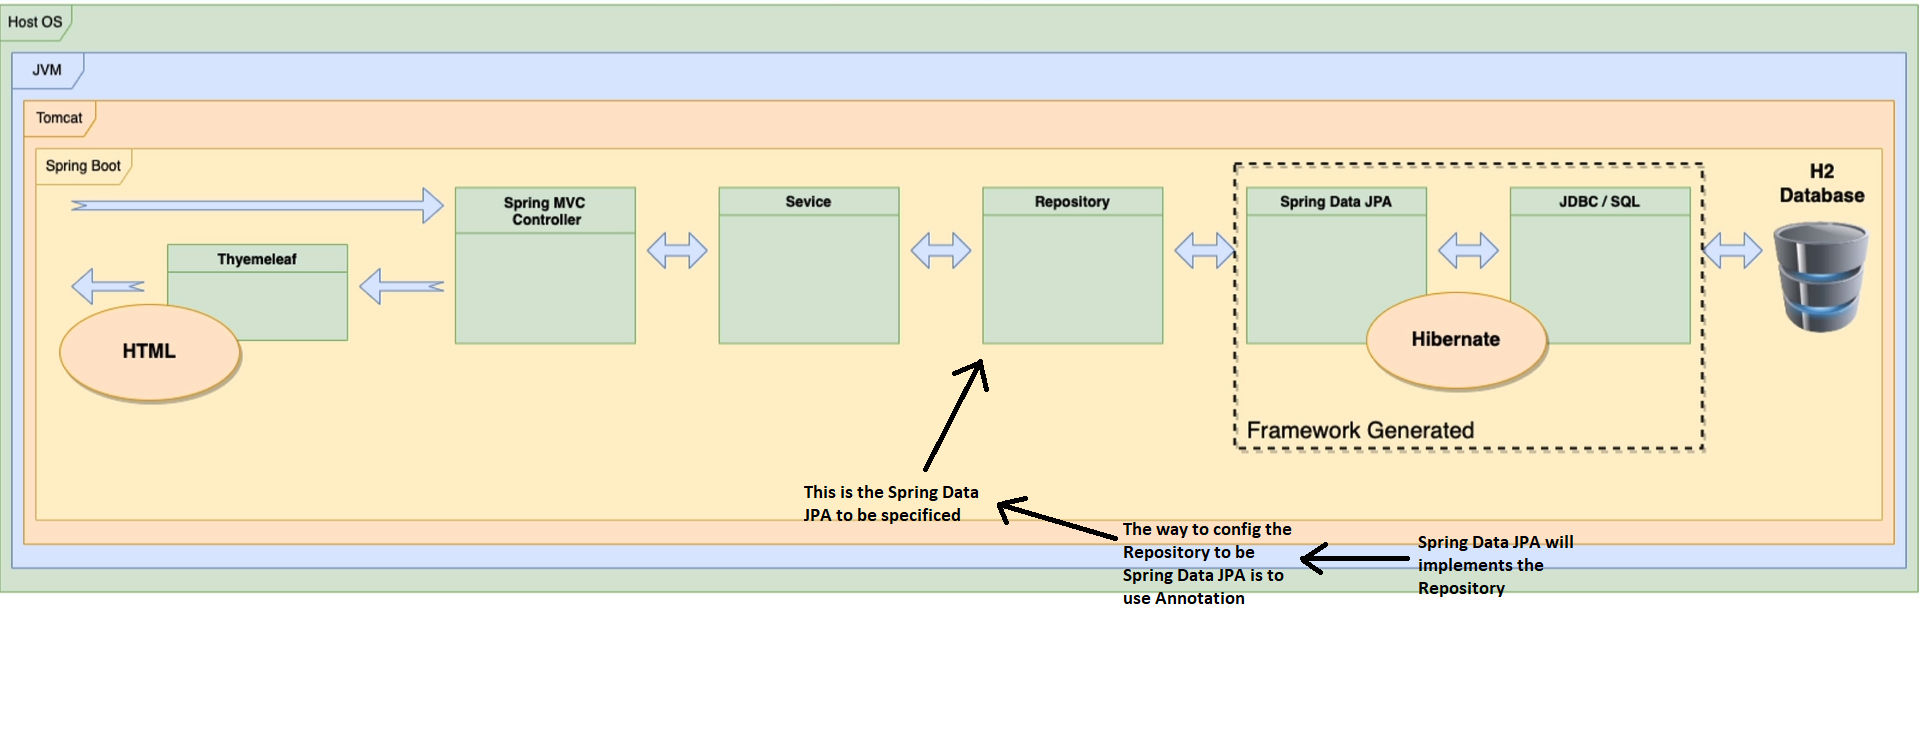 Host OS
JVM
Tomcat
Spring Boot
Spring MVC
Controller
Sevice
Repository
Spring Data JPA
JDBC / SQL
H2
Database
Thyemeleaf
HTML
Hibernate
Framework Generated
This is the Spring Data
JPA to be specificed
The way to config the
Repository to be
Spring Data JPA is to
use Annotation
Spring Data JPA will
implements the
Repository